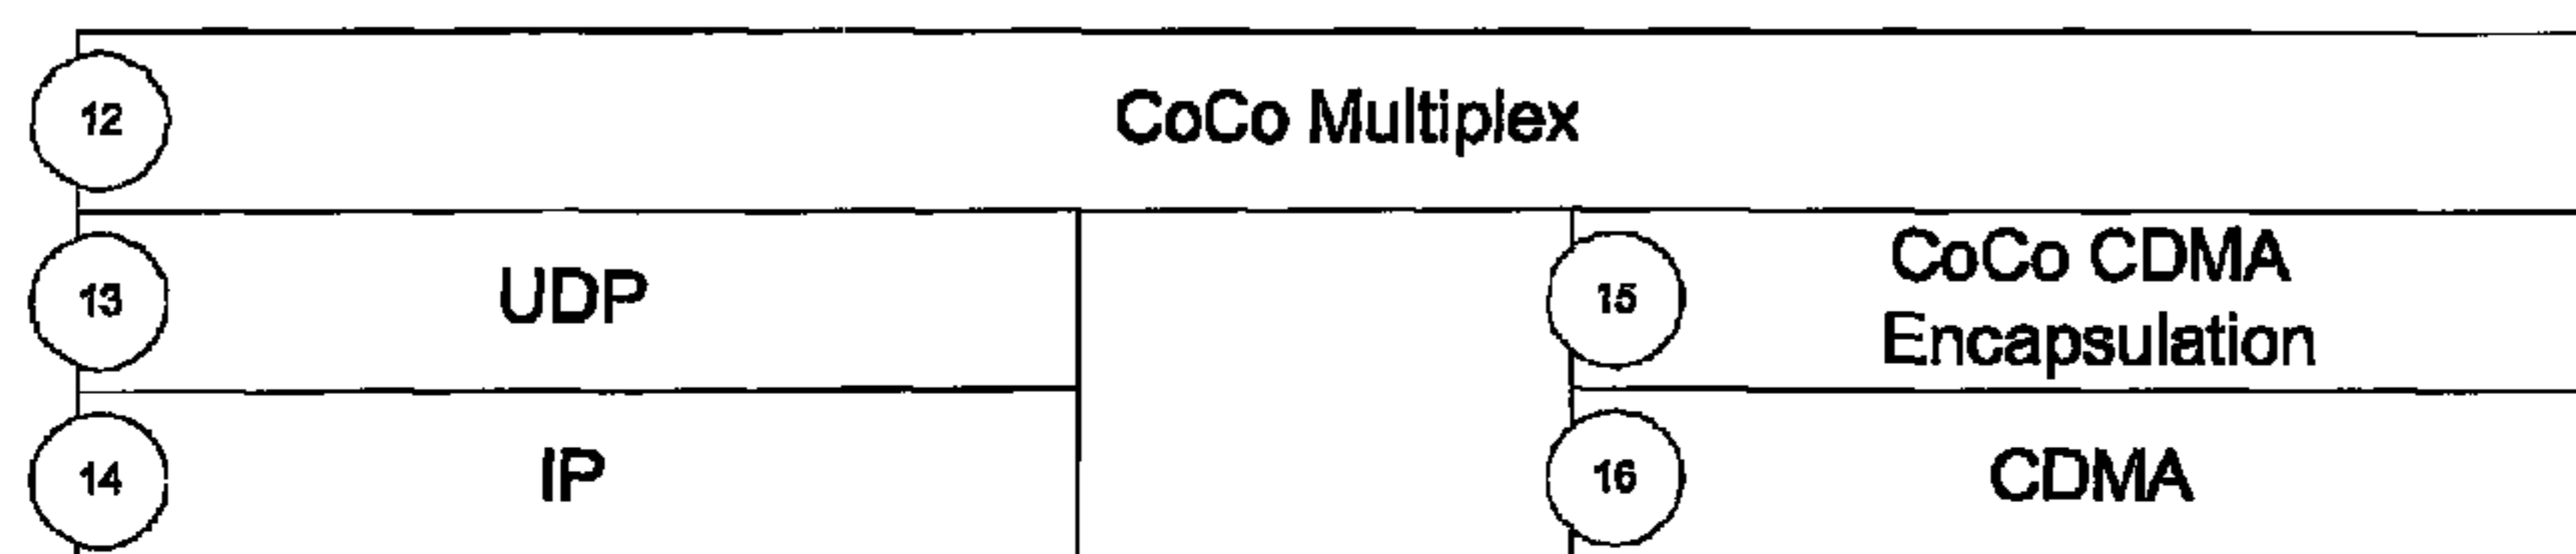 12
CoCo Multiplex
13
UDP
15
CoCo CDMA
Encapsulation
14
IP
16
CDMA